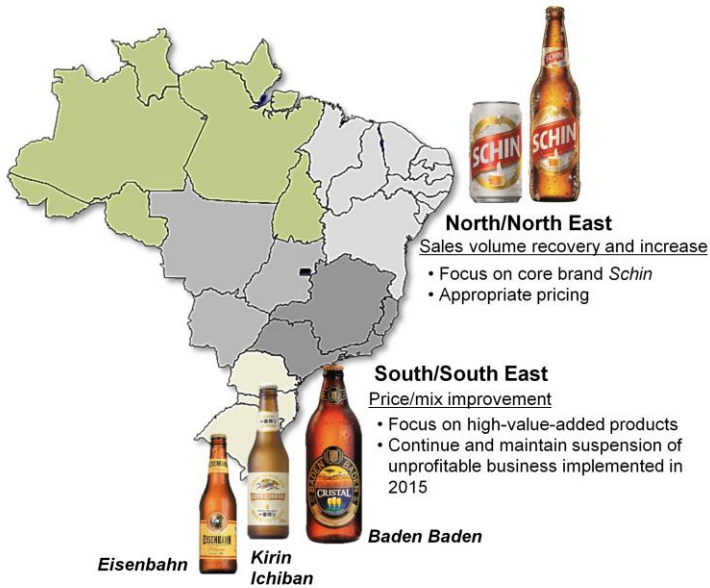 SCHIN
SCHIN
SCHIN
North/North East
Sales volume recovery and increase
• Focus on core brand Schin
• Appropriate pricing
South/South East
Price/mix improvement
• Focus on high-value-added products
• Continue and maintain suspension of
unprofitable business implemented in
2015
BADEN BADEN
CRISTAL
EISENBAHN
Baden Baden
Kirin
Ichiban
Eisenbahn